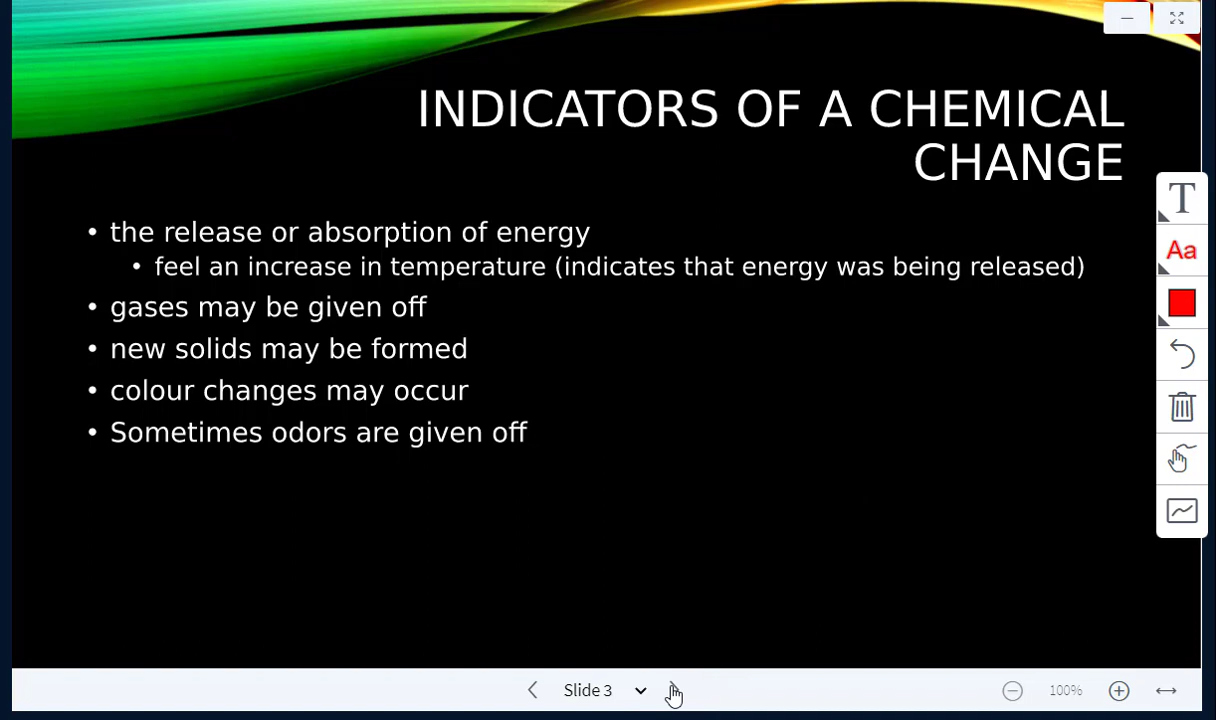 INDICATORS OF A CHEMICAL
CHANGE
• the release or absorption of energy
• feel an increase in temperature (indicates that energy was being released)
• gases may be given off
• new solids may be formed
• colour changes may occur
• Sometimes odors are given off
T
Aa
Slide 3
100%